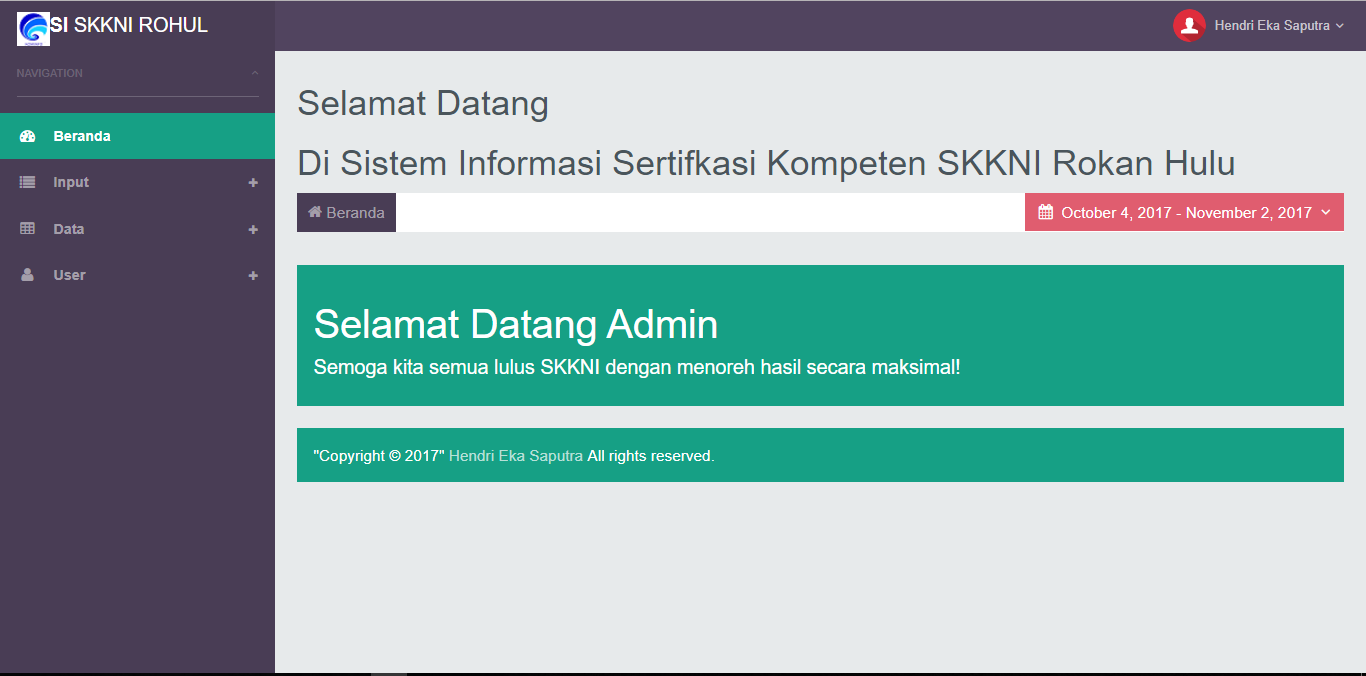 SI SKKNI ROHUL
Hendri Eka Saputra
NAVIGATION
Beranda
Input
Data
User
Selamat Datang
Di Sistem Informasi Sertifkasi Kompeten SKKNI Rokan Hulu
Beranda
October 4, 2017 - November 2, 2017
Selamat Datang Admin
Semoga kita semua lulus SKKNI dengan menoreh hasil secara maksimal!
"Copyright © 2017" Hendri Eka Saputra All rights reserved.